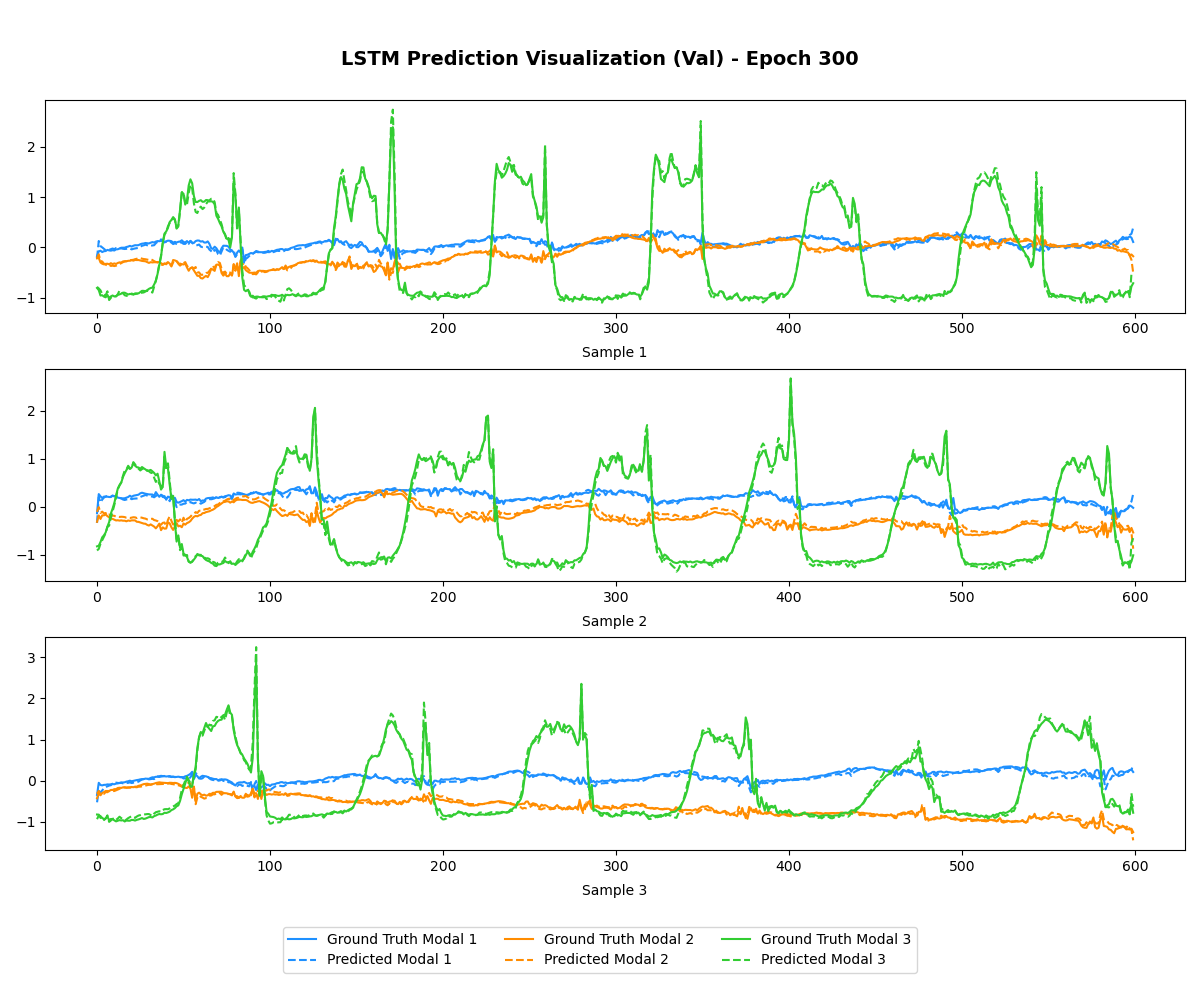 LSTM Prediction Visualization (Val) - Epoch 300
2
1
0
−1
0 100 200 300 400 500 600
Sample 1
2
1
0
−1
0 100 200 300 400 500 600
Sample 2
3
2
1
0
−1
0 100 200 300 400 500 600
Sample 3
Ground Truth Modal 1 Ground Truth Modal 2 Ground Truth Modal 3
Predicted Modal 1 Predicted Modal 2 Predicted Modal 3